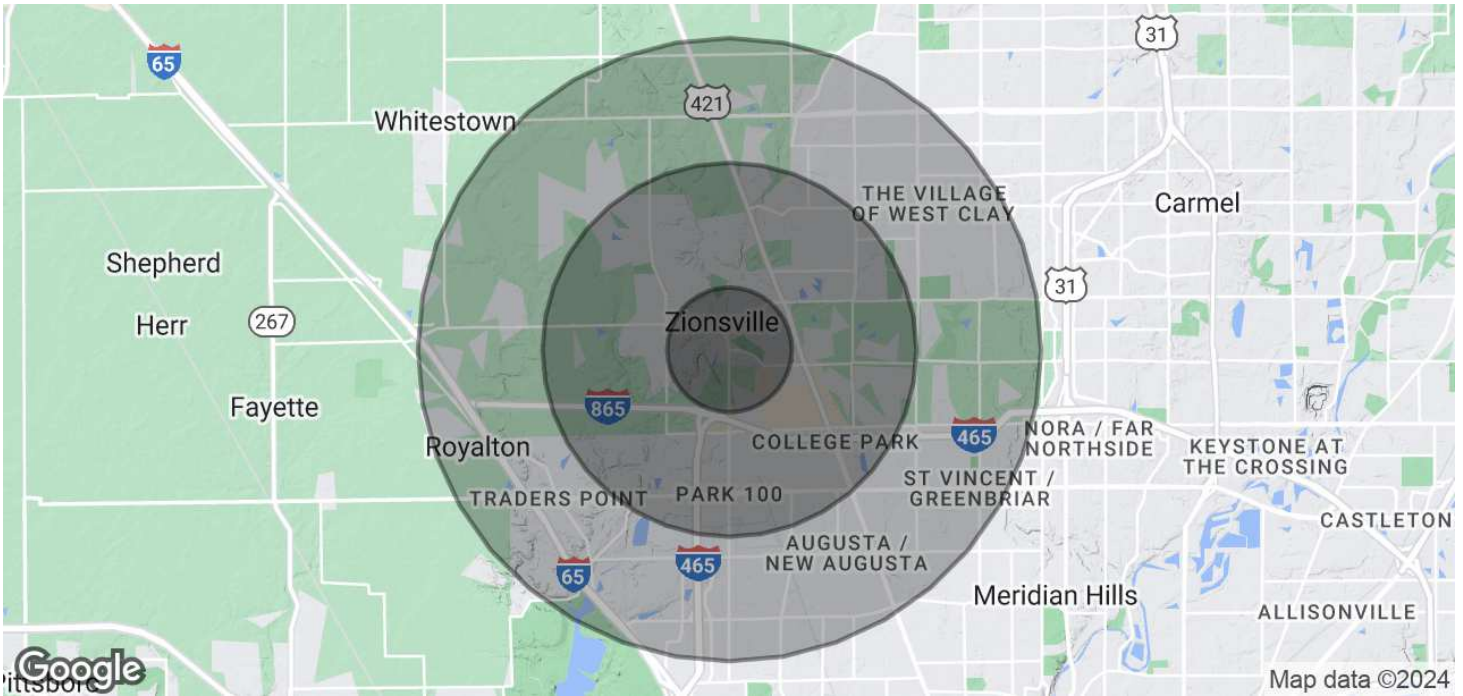 31
65
421
Whitestown
THE VILLAGE
OF WEST CLAY
Carmel
Shepherd
31
Herr
267
Zionsville
Fayette
865
465
COLLEGE PARK
NORA / FAR
NORTHSIDE
Royalton
KEYSTONE AT
THE CROSSING
ST VINCENT /
GREENBRIAR
TRADERS POINT
PARK 100
CASTLETON
AUGUSTA /
NEW AUGUSTA
465
65
Meridian Hills
ALLISONVILLE
Google
Map data ©2024